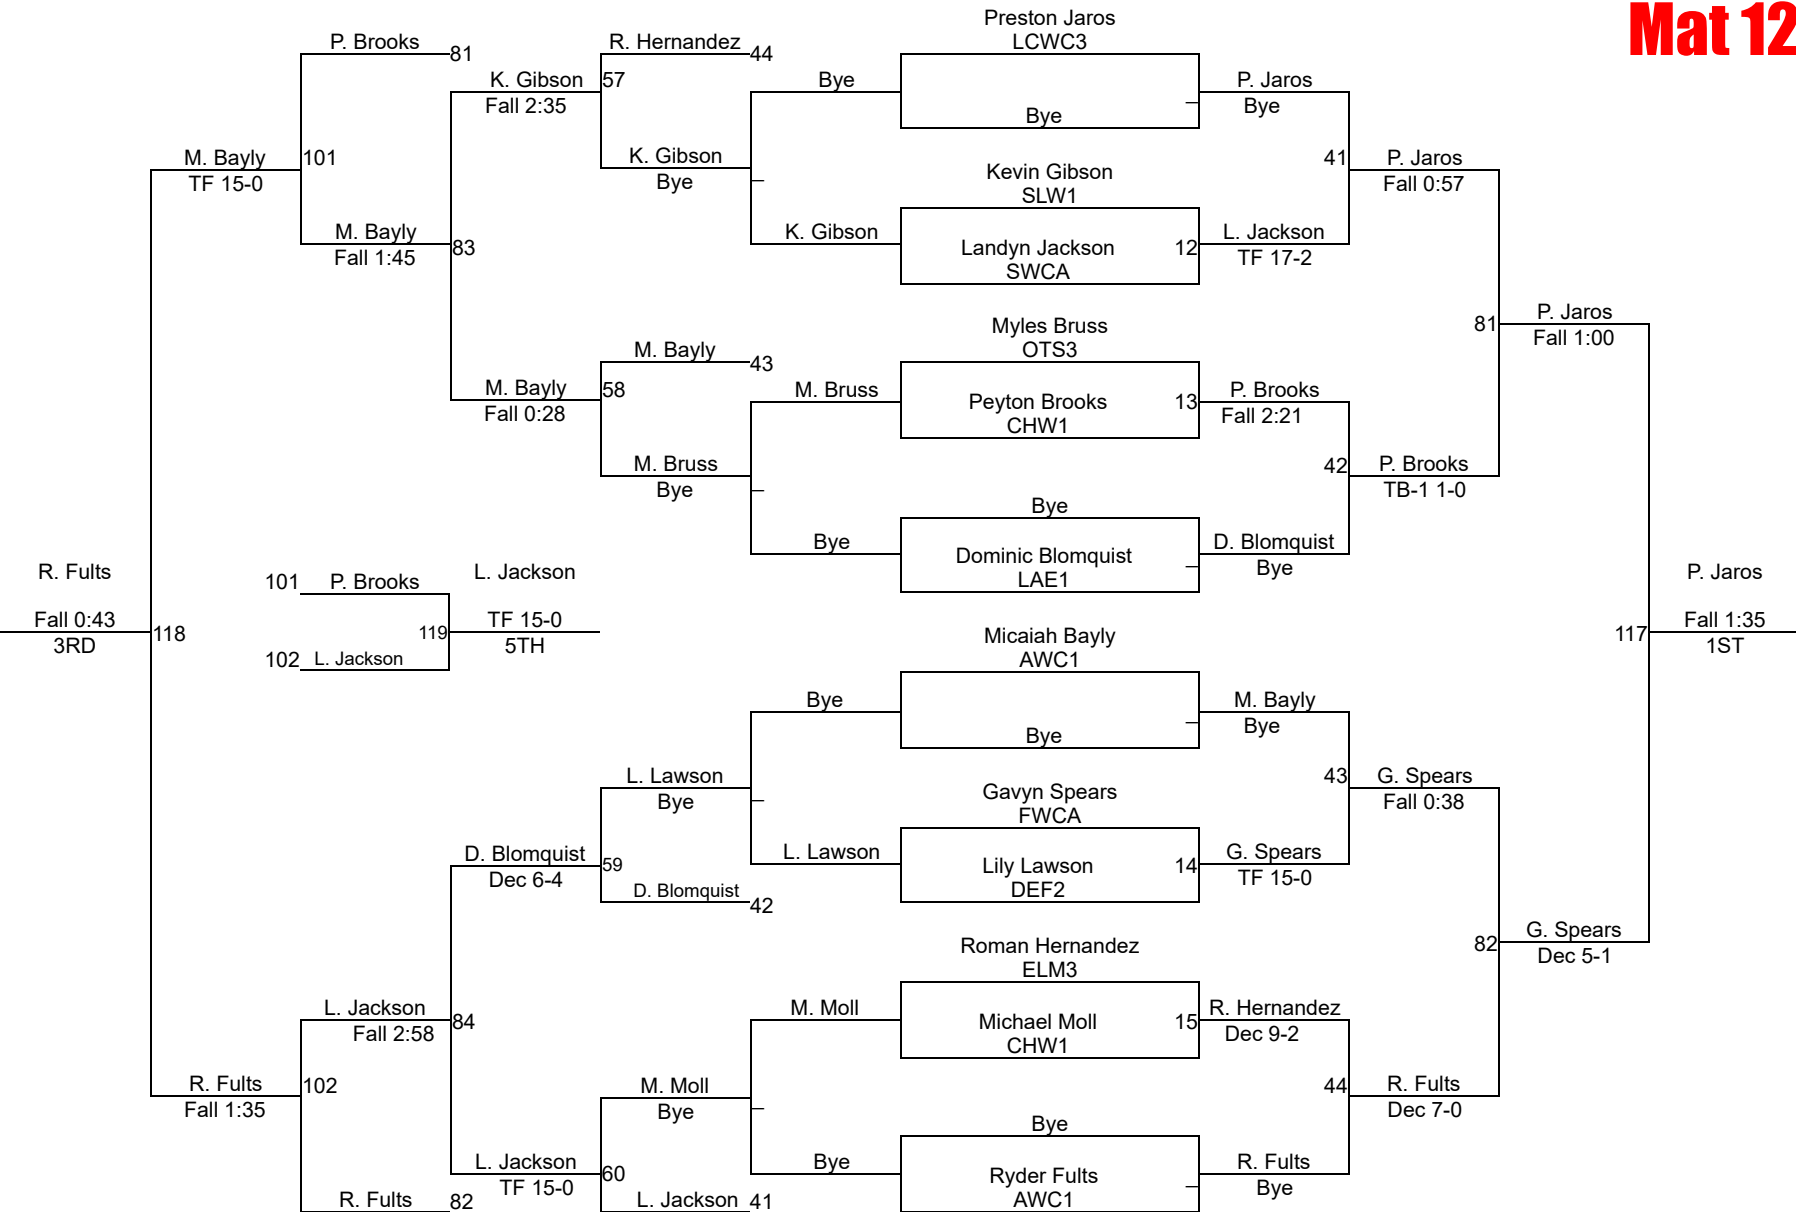 Mat 12
Preston Jaros
LCWC3
P. Brooks
81
R. Hernandez
44
K. Gibson
57
Fall 2:35
Bye
Bye
P. Jaros
Bye
M. Bayly
101
TF 15-0
K. Gibson
Bye
Kevin Gibson
SLW1
41
P. Jaros
Fall 0:57
M. Bayly
Fall 1:45
83
K. Gibson
Landyn Jackson
SWCA
12
L. Jackson
TF 17-2
Myles Bruss
OTS3
81
P. Jaros
Fall 1:00
M. Bayly
43
M. Bayly
58
Fall 0:28
M. Bruss
Peyton Brooks
CHW1
13
P. Brooks
Fall 2:21
M. Bruss
Bye
42
P. Brooks
TB-1 1-0
Bye
Bye
Dominic Blomquist
LAE1
D. Blomquist
Bye
R. Fults
Fall 0:43
3RD
118
101
P. Brooks
102
L. Jackson
119
L. Jackson
TF 15-0
5TH
P. Jaros
Fall 1:35
1ST
117
Micaiah Bayly
AWC1
Bye
Bye
M. Bayly
Bye
L. Lawson
Bye
Gavyn Spears
FWCA
43
G. Spears
Fall 0:38
D. Blomquist
Dec 6-4
59
D. Blomquist
42
L. Lawson
Lily Lawson
DEF2
14
G. Spears
TF 15-0
Roman Hernandez
ELM3
82
G. Spears
Dec 5-1
L. Jackson
Fall 2:58
84
M. Moll
Michael Moll
CHW1
15
R. Hernandez
Dec 9-2
R. Fults
Fall 1:35
102
M. Moll
Bye
44
R. Fults
Dec 7-0
Bye
L. Jackson
TF 15-0
60
Bye
Ryder Fults
AWC1
R. Fults
Bye
R. Fults
82
L. Jackson
41